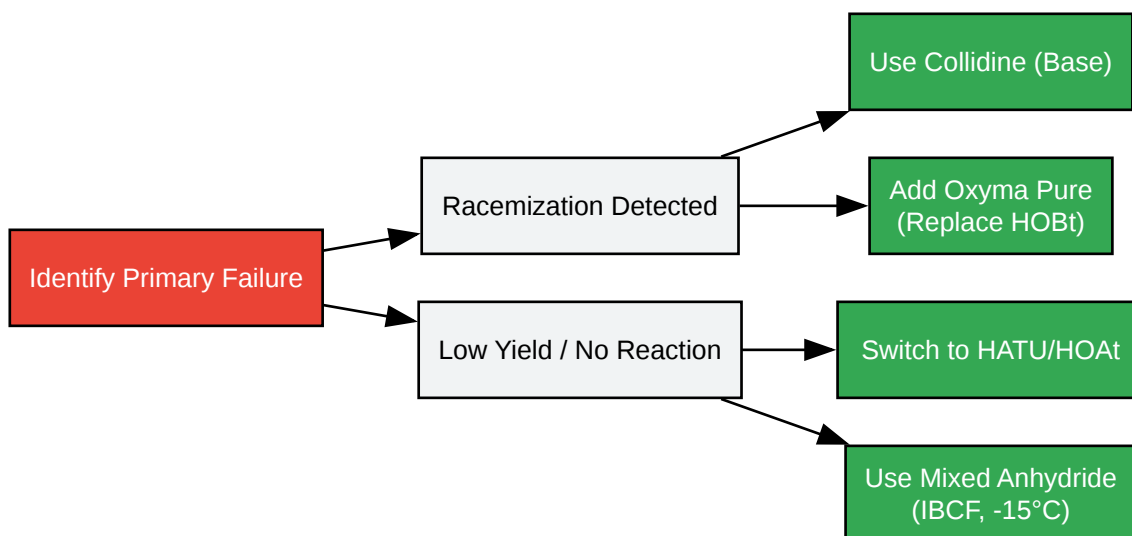 Identify Primary Failure
Racemization Detected
Low Yield / No Reaction
Use Collidine (Base)
Add Oxyma Pure
(Replace HOBt)
Switch to HATU/HOAt
Use Mixed Anhydride
(IBCF, -15°C)